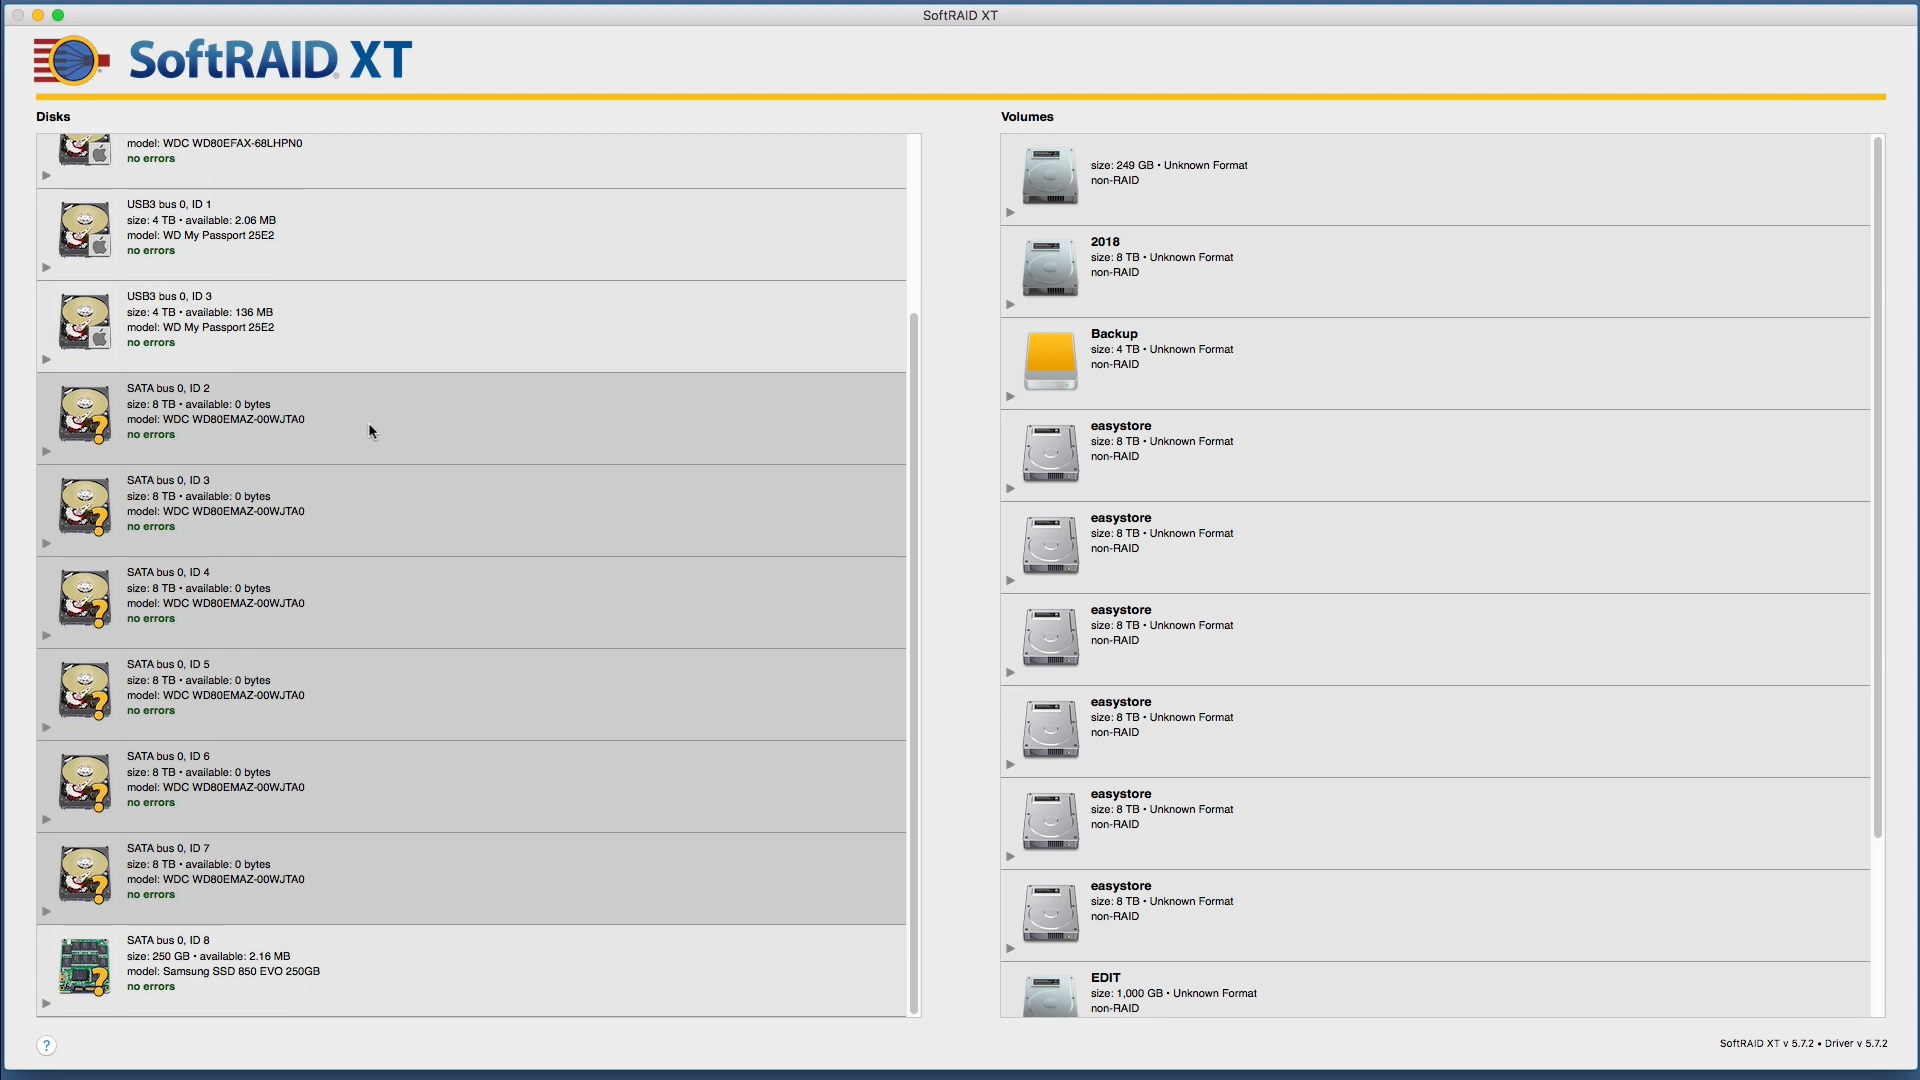 SoftRAID XT
SoftRAID XT
Disks
model: WDC WD80EFAX-68LHPN0
no errors
USB3 bus 0, ID 1
size: 4 TB • available: 2.06 MB
model: WD My Passport 25E2
no errors
USB3 bus 0, ID 3
size: 4 TB • available: 136 MB
model: WD My Passport 25E2
no errors
SATA bus 0, ID 2
size: 8 TB • available: 0 bytes
model: WDC WD80EMAZ-00WJTA0
no errors
SATA bus 0, ID 3
size: 8 TB • available: 0 bytes
model: WDC WD80EMAZ-00WJTA0
no errors
SATA bus 0, ID 4
size: 8 TB • available: 0 bytes
model: WDC WD80EMAZ-00WJTA0
no errors
SATA bus 0, ID 5
size: 8 TB • available: 0 bytes
model: WDC WD80EMAZ-00WJTA0
no errors
SATA bus 0, ID 6
size: 8 TB • available: 0 bytes
model: WDC WD80EMAZ-00WJTA0
no errors
SATA bus 0, ID 7
size: 8 TB • available: 0 bytes
model: WDC WD80EMAZ-00WJTA0
no errors
SATA bus 0, ID 8
size: 250 GB • available: 2.16 MB
model: Samsung SSD 850 EVO 250GB
no errors
?
Volumes
size: 249 GB • Unknown Format
non-RAID
2018
size: 8 TB • Unknown Format
non-RAID
Backup
size: 4 TB • Unknown Format
non-RAID
easystore
size: 8 TB • Unknown Format
non-RAID
easystore
size: 8 TB • Unknown Format
non-RAID
easystore
size: 8 TB • Unknown Format
non-RAID
easystore
size: 8 TB • Unknown Format
non-RAID
easystore
size: 8 TB • Unknown Format
non-RAID
easystore
size: 8 TB • Unknown Format
non-RAID
EDIT
size: 1,000 GB • Unknown Format
non-RAID
SoftRAID XT v 5.7.2 • Driver v 5.7.2